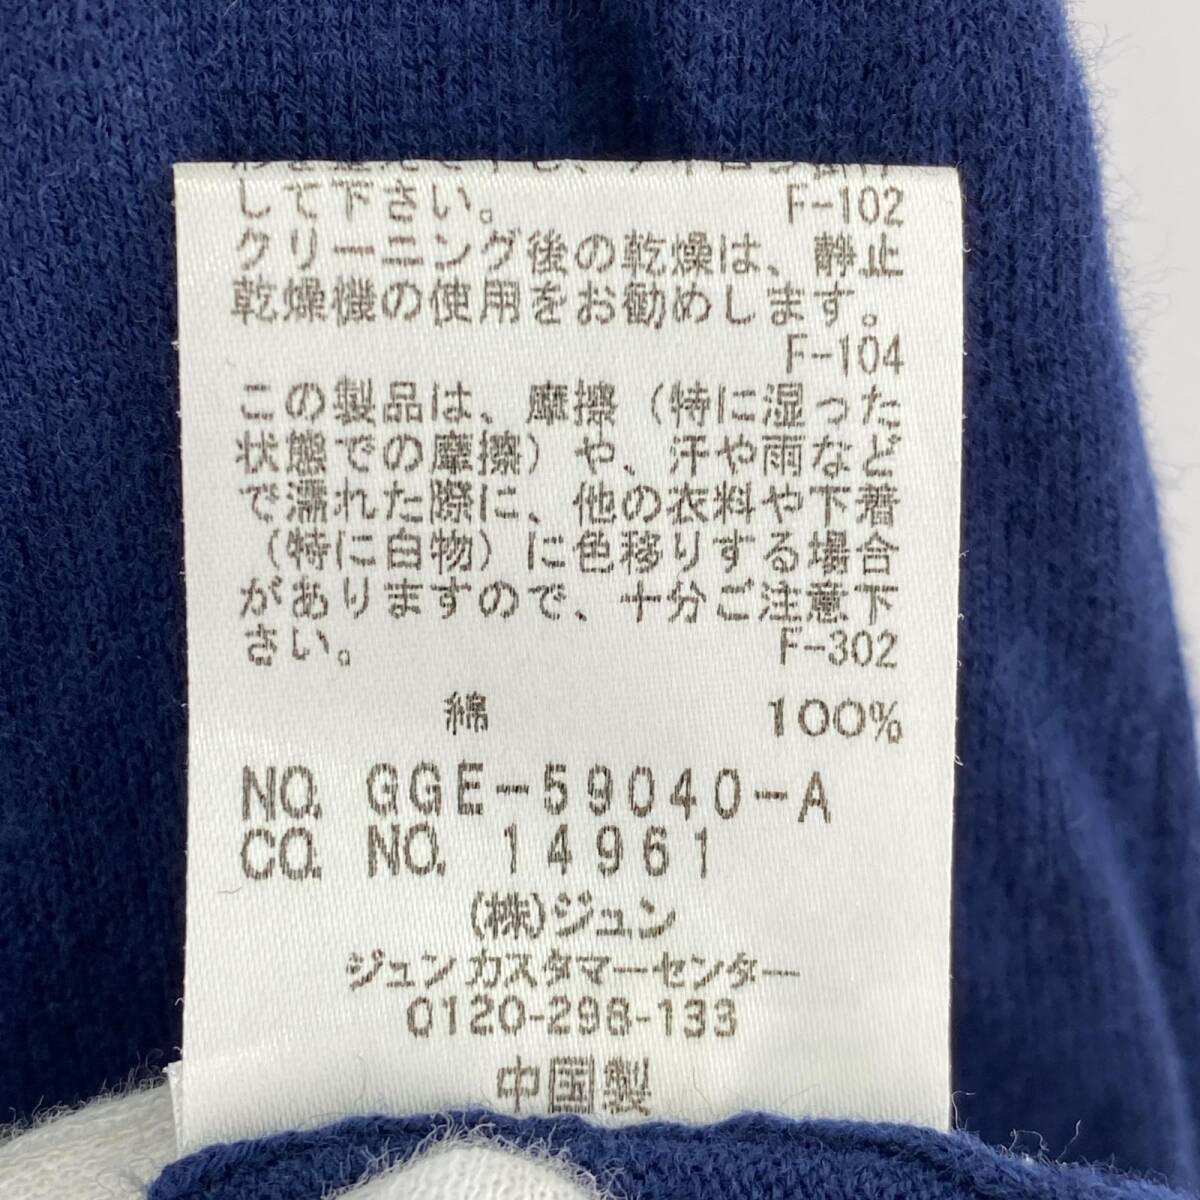 して下さい。 F-102
クリーニング後の乾燥は、静止
乾燥機の使用をお勧めします。
F-104
この製品は、摩擦（特に湿った
状態での摩擦）や、汗や雨など
で濡れた際に、他の衣料や下着
（特に白物）に色移りする場合
がありますので、十分ご注意下
さい。 F-302
綿 100%
NO. GGE-59040-A
CO. NO. 14961
(株)ジュン
ジュンカスタマーセンター
0120-298-133
中国製